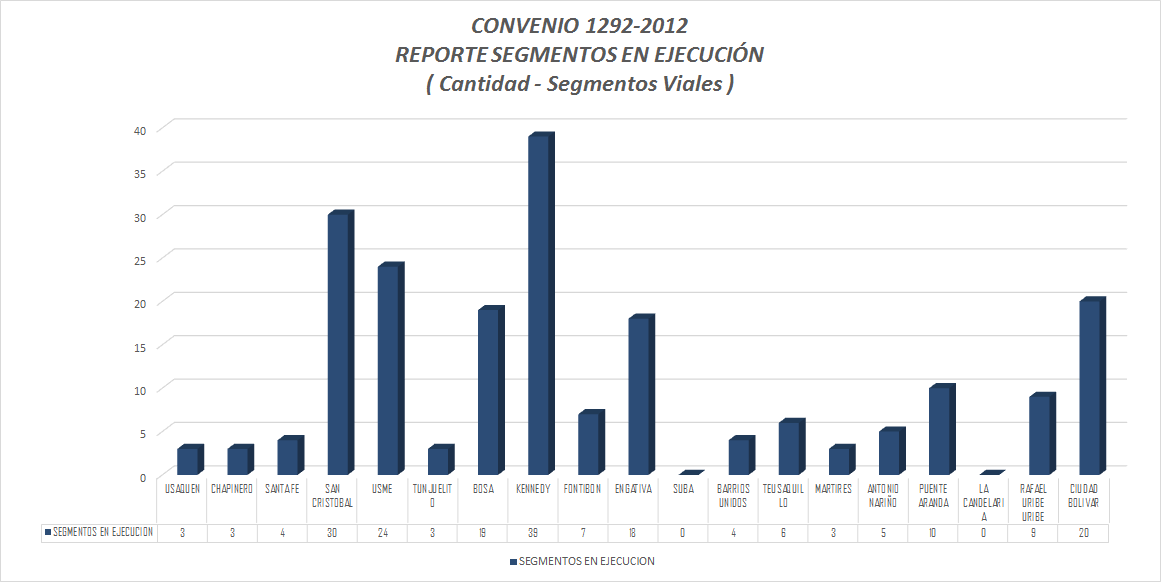 CONVENIO 1292-2012
REPORTE SEGMENTOS EN EJECUCIÓN
( Cantidad - Segmentos Viales )
40
35
30
25
20
15
10
5
0
USAQUEN CHAPINERO SANTA FE SAN CRISTOBAL USME TUNJUELITO BOSA KENNEDY FONTIBON ENGATIVA SUBA BARRIOS UNIDOS TEUSAQUILLO MARTIRES ANTONIO NARIÑO PUENTE ARANDA LA CANDELARIA RAFAEL URIBE URIBE CIUDAD BOLIVAR
SEGMENTOS EN EJECUCION 3 3 4 30 24 3 19 39 7 18 0 4 6 3 5 10 0 9 20
SEGMENTOS EN EJECUCION